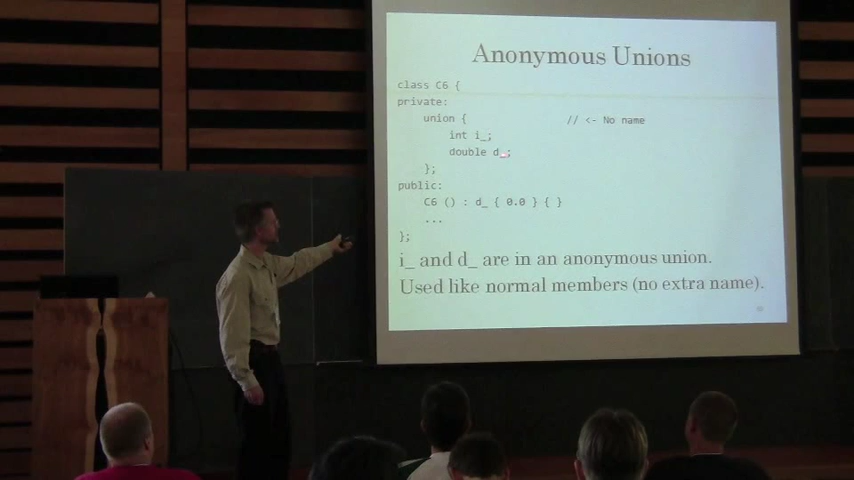 Anonymous Unions
class C6 {
private:
union { // <- No name
int i_;
double d_;
};
public:
C6 () : d_ { 0.0 } { }
...
};
i_ and d_ are in an anonymous union.
Used like normal members (no extra name).